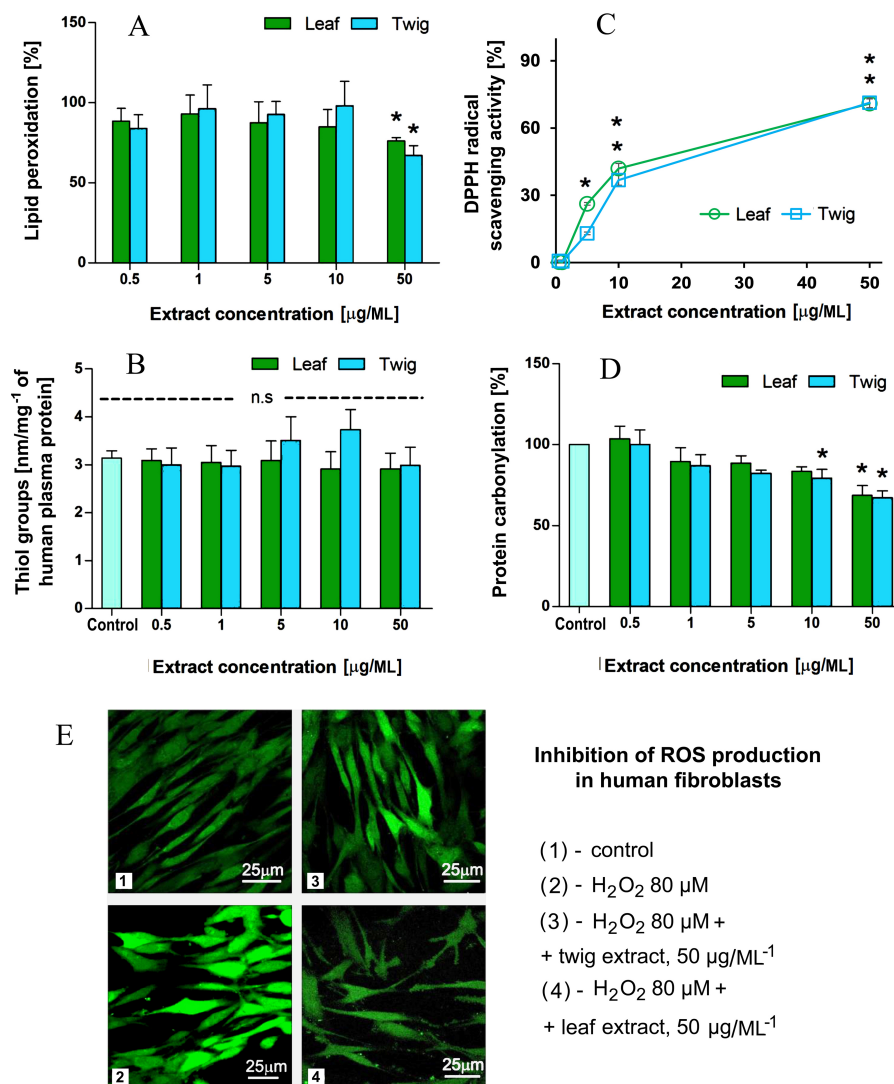 A
Leaf Twig
Lipid peroxidation [%]
150
100
50
0
0.5 1 5 10 50
* *
Extract concentration [µg/ML]
C
DPPH radical
scavenging activity [%]
90
60
30
0
0 10 20 30 40 50
*
*
*
*
*
Leaf Twig
Extract concentration [µg/ML]
B
Leaf Twig
n.s
Thiol groups [nm/mg⁻¹ of
human plasma protein]
5
4
3
2
1
0
Control 0.5 1 5 10 50
Extract concentration [µg/ML]
D
Leaf Twig
Protein carbonylation [%]
150
100
50
0
* * *
Control 0.5 1 5 10 50
Extract concentration [µg/ML]
E
1 25µm
3 25µm
2 25µm
4 25µm
Inhibition of ROS production
in human fibroblasts
(1) - control
(2) - H₂O₂ 80 µM
(3) - H₂O₂ 80 µM +
+ twig extract, 50 µg/ML⁻¹
(4) - H₂O₂ 80 µM +
+ leaf extract, 50 µg/ML⁻¹